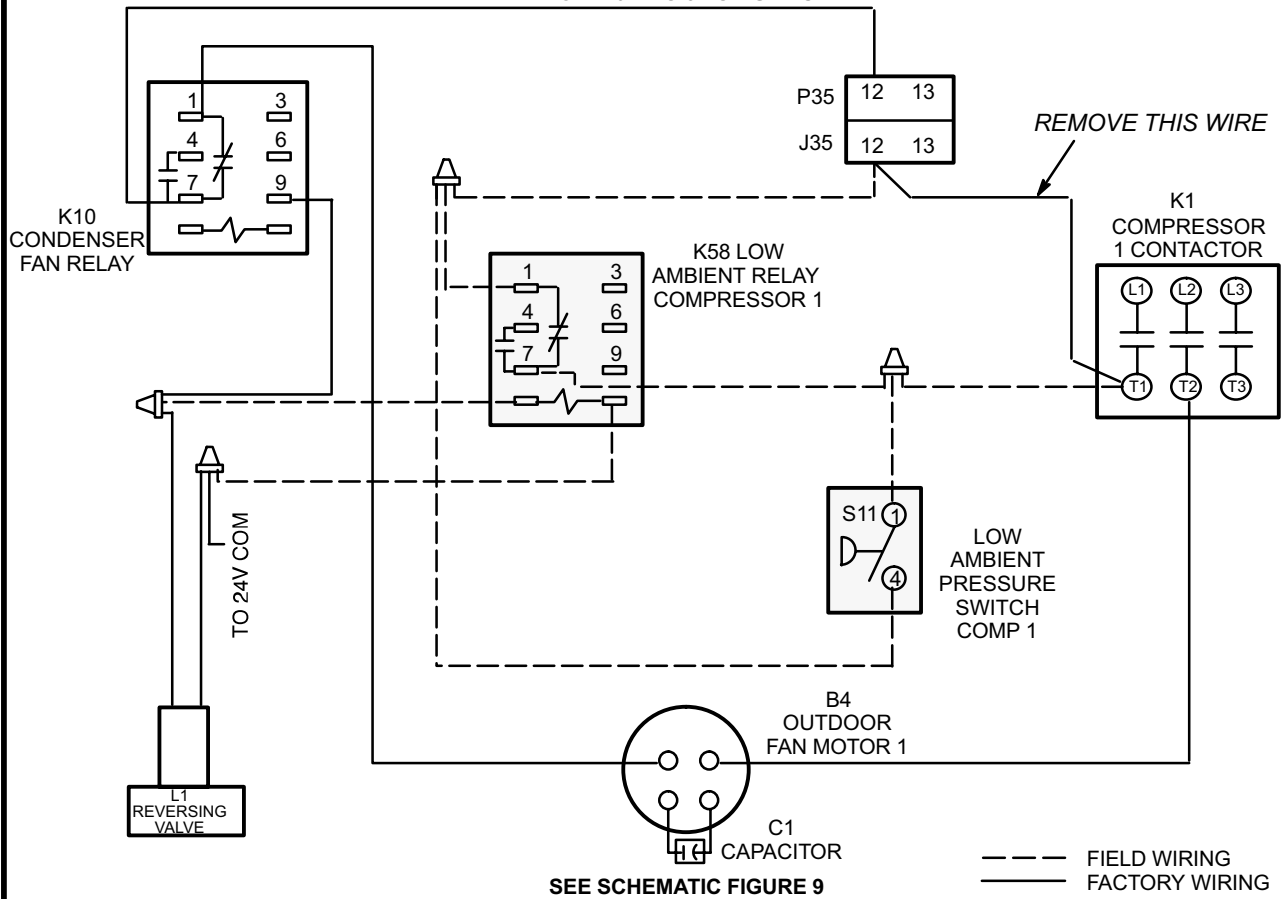 P35 12 13
J35 12 13
REMOVE THIS WIRE
K1
COMPRESSOR
1 CONTACTOR
L1 L2 L3
T1 T2 T3
1 3
4 6
7 9
K10
CONDENSER
FAN RELAY
K58 LOW
AMBIENT RELAY
COMPRESSOR 1
1 3
4 6
7 9
TO 24V COM
S11 1
4
LOW
AMBIENT
PRESSURE
SWITCH
COMP 1
B4
OUTDOOR
FAN MOTOR 1
L1
REVERSING
VALVE
C1
CAPACITOR
SEE SCHEMATIC FIGURE 9
FIELD WIRING
FACTORY WIRING